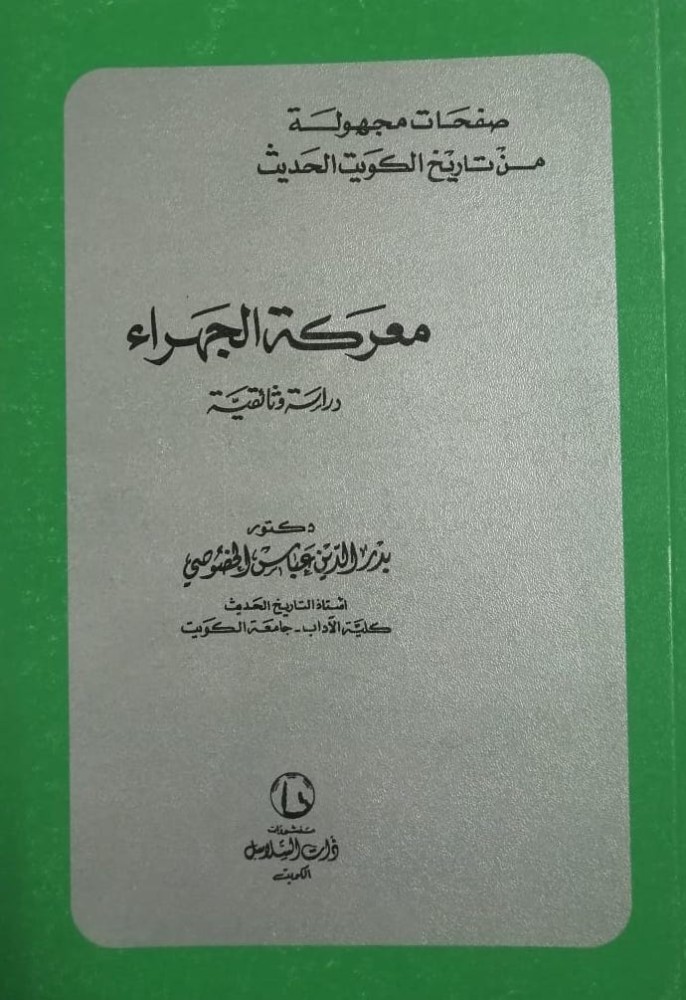 صفحات مجهولة
من تاريخ الكويت الحديث
معركة الجهراء
دراسة وثائقية
دكتور
بدر الدين عباس الخصوصي
أستاذ التاريخ الحديث
كلية الآداب - جامعة الكويت
منشورات
ذات السلاسل
الكويت